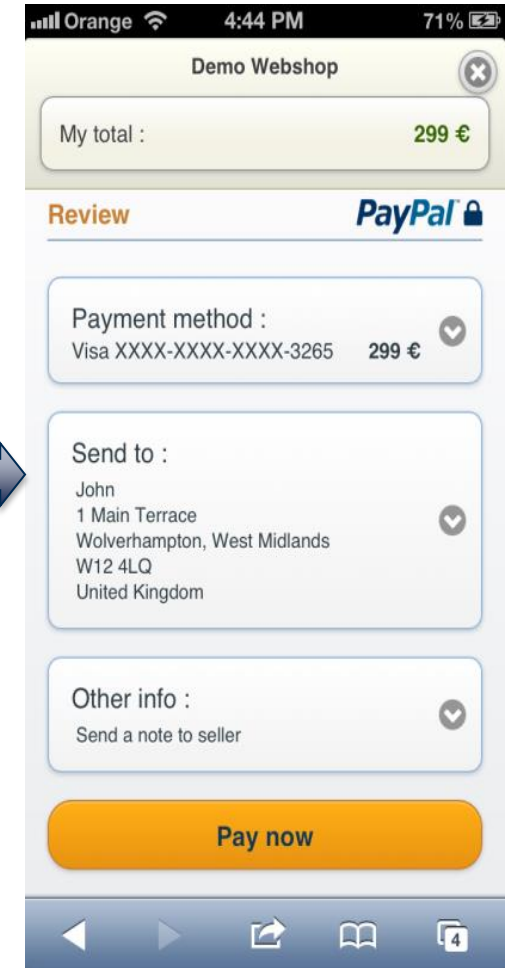 Orange 4:44 PM 71%
Demo Webshop
My total : 299 €
Review PayPal
Payment method :
Visa XXXX-XXXX-XXXX-3265 299 €
Send to :
John
1 Main Terrace
Wolverhampton, West Midlands
W12 4LQ
United Kingdom
Other info :
Send a note to seller
Pay now
4